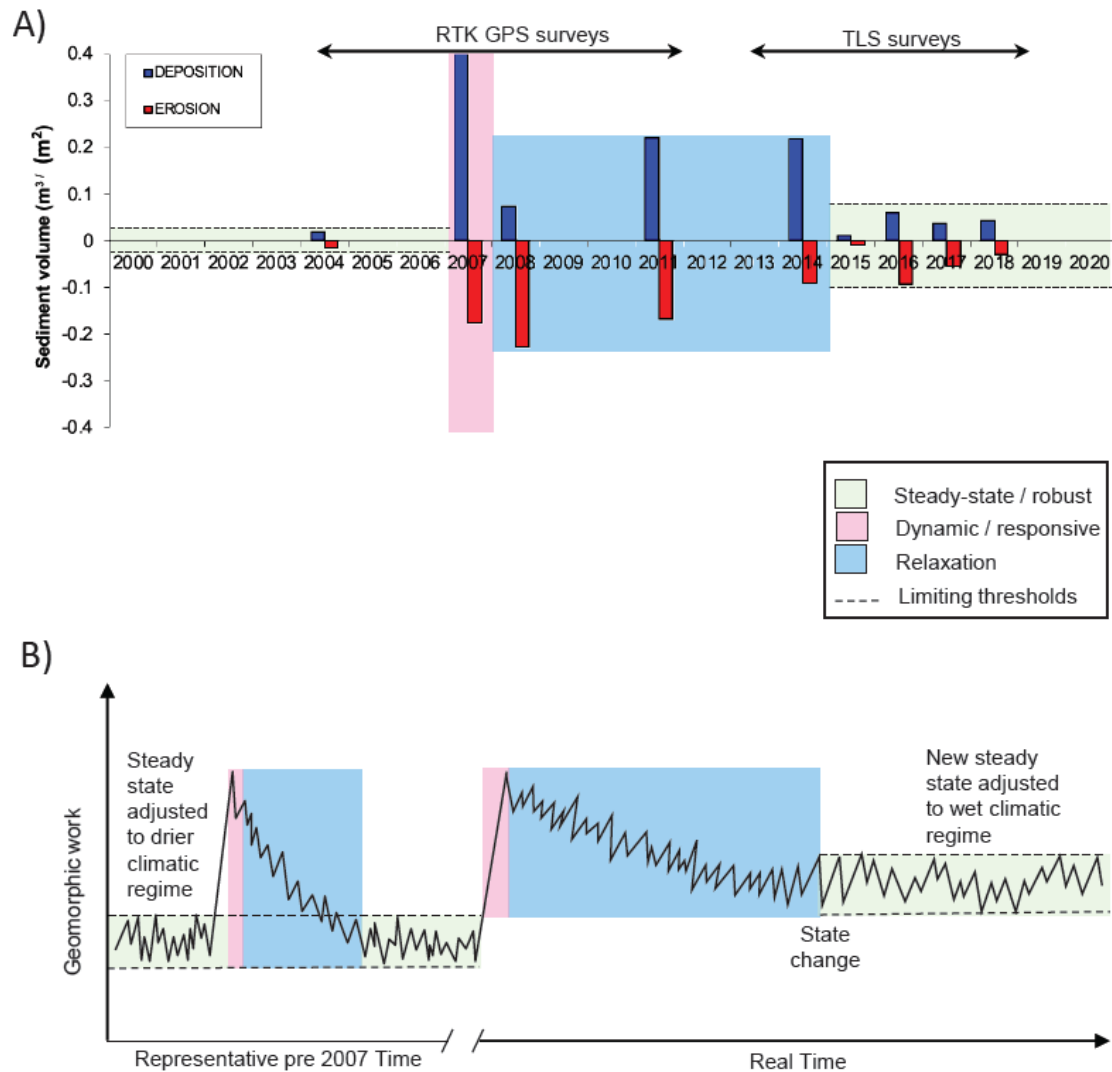 A)
RTK GPS surveys
TLS surveys
0.4
0.3
0.2
0.1
0
-0.1
-0.2
-0.3
-0.4
Sediment volume (m³/ (m²)
DEPOSITION
EROSION
2000 2001 2002 2003 2004 2005 2006 2007 2008 2009 2010 2011 2012 2013 2014 2015 2016 2017 2018 2019 2020
Steady-state / robust
Dynamic / responsive
Relaxation
Limiting thresholds
B)
Geomorphic work
Steady
state
adjusted
to drier
climatic
regime
New steady
state adjusted
to wet climatic
regime
State
change
Representative pre 2007 Time
Real Time